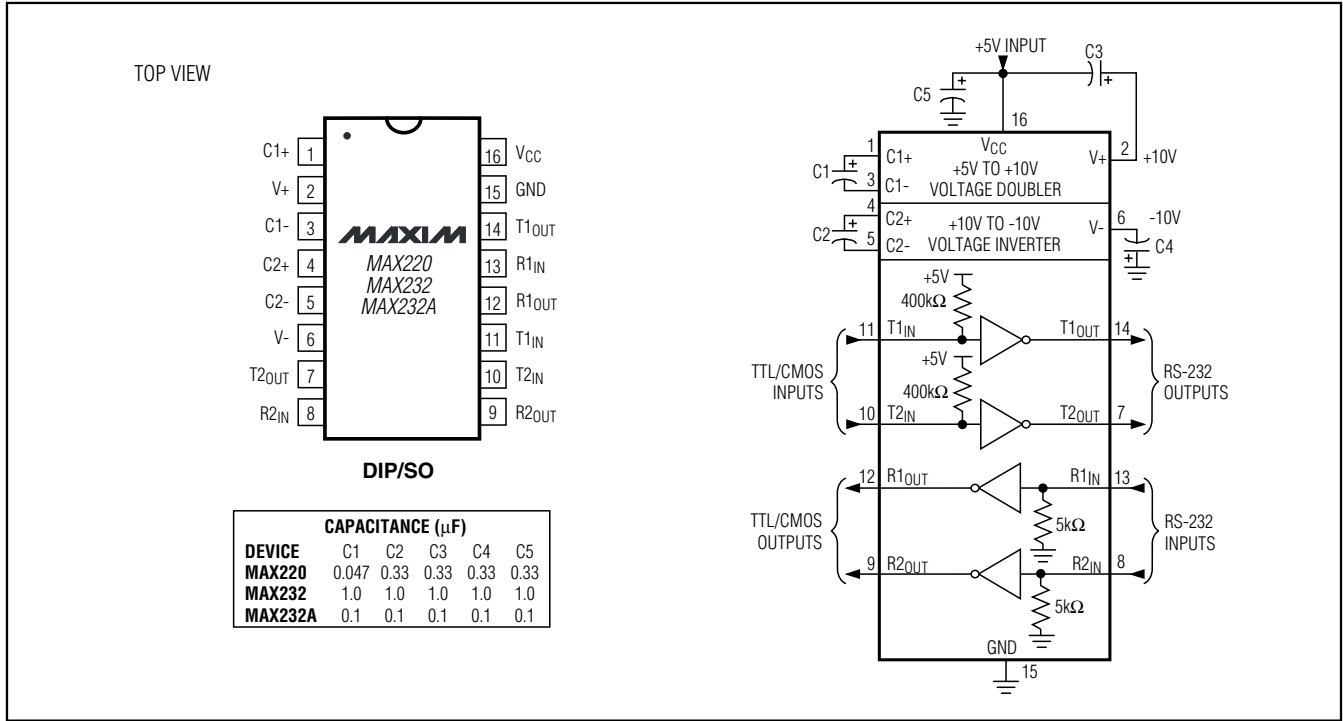 TOP VIEW
C1+ 1
V+ 2
C1- 3
C2+ 4
C2- 5
V- 6
T2OUT 7
R2IN 8
MAXIM
MAX220
MAX232
MAX232A
16 VCC
15 GND
14 T1OUT
13 R1IN
12 R1OUT
11 T1IN
10 T2IN
9 R2OUT
DIP/SO
CAPACITANCE (μF)
DEVICE C1 C2 C3 C4 C5
MAX220 0.047 0.33 0.33 0.33 0.33
MAX232 1.0 1.0 1.0 1.0 1.0
MAX232A 0.1 0.1 0.1 0.1 0.1
+5V INPUT
C3
+
+
C5
16
1
C1+
VCC
V+
2
+10V
C1
+
+5V TO +10V
3
C1-
VOLTAGE DOUBLER
4
C2+
+10V TO -10V
V-
6
-10V
C2
+
5
C2-
VOLTAGE INVERTER
C4
+
+5V
400kΩ
11 T1IN
T1OUT 14
+5V
400kΩ
TTL/CMOS
INPUTS
RS-232
OUTPUTS
10 T2IN
T2OUT 7
12 R1OUT
R1IN 13
5kΩ
TTL/CMOS
OUTPUTS
RS-232
INPUTS
9 R2OUT
R2IN 8
5kΩ
GND
15